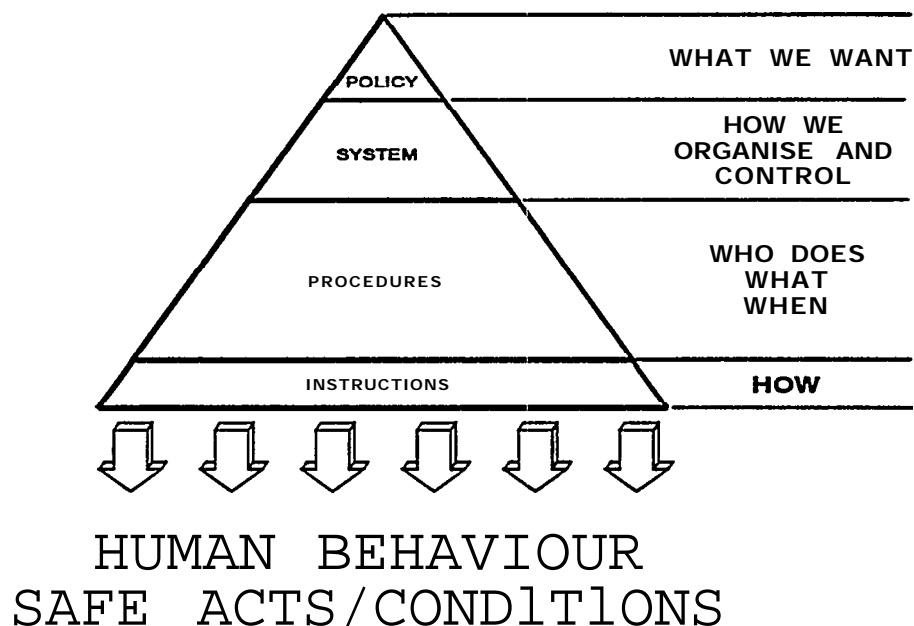 POLICY
WHAT WE WANT
SYSTEM
HOW WE
ORGANISE AND
CONTROL
PROCEDURES
WHO DOES
WHAT
WHEN
INSTRUCTIONS
HOW
HUMAN BEHAVIOUR
SAFE ACTS/COND1T1ONS